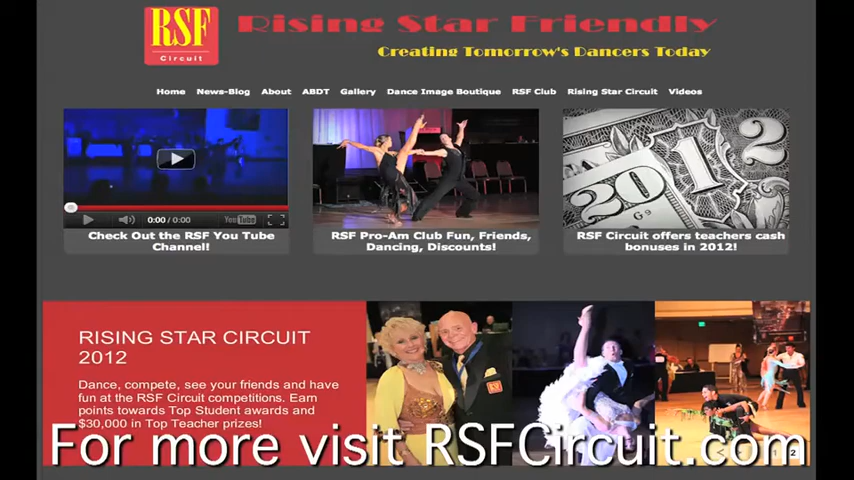 RSF
Circuit
Rising Star Friendly
Creating Tomorrow's Dancers Today
Home News-Blog About ABDT Gallery Dance Image Boutique RSF Club Rising Star Circuit Videos
0:00 / 0:00
YouTube
2012
G9
Check Out the RSF You Tube
Channel!
RSF Pro-Am Club Fun, Friends,
Dancing, Discounts!
RSF Circuit offers teachers cash
bonuses in 2012!
RISING STAR CIRCUIT
2012
Dance, compete, see your friends and have
fun at the RSF Circuit competitions. Earn
points towards Top Student awards and
$30,000 in Top Teacher prizes!
For more visit RSFCircuit.com